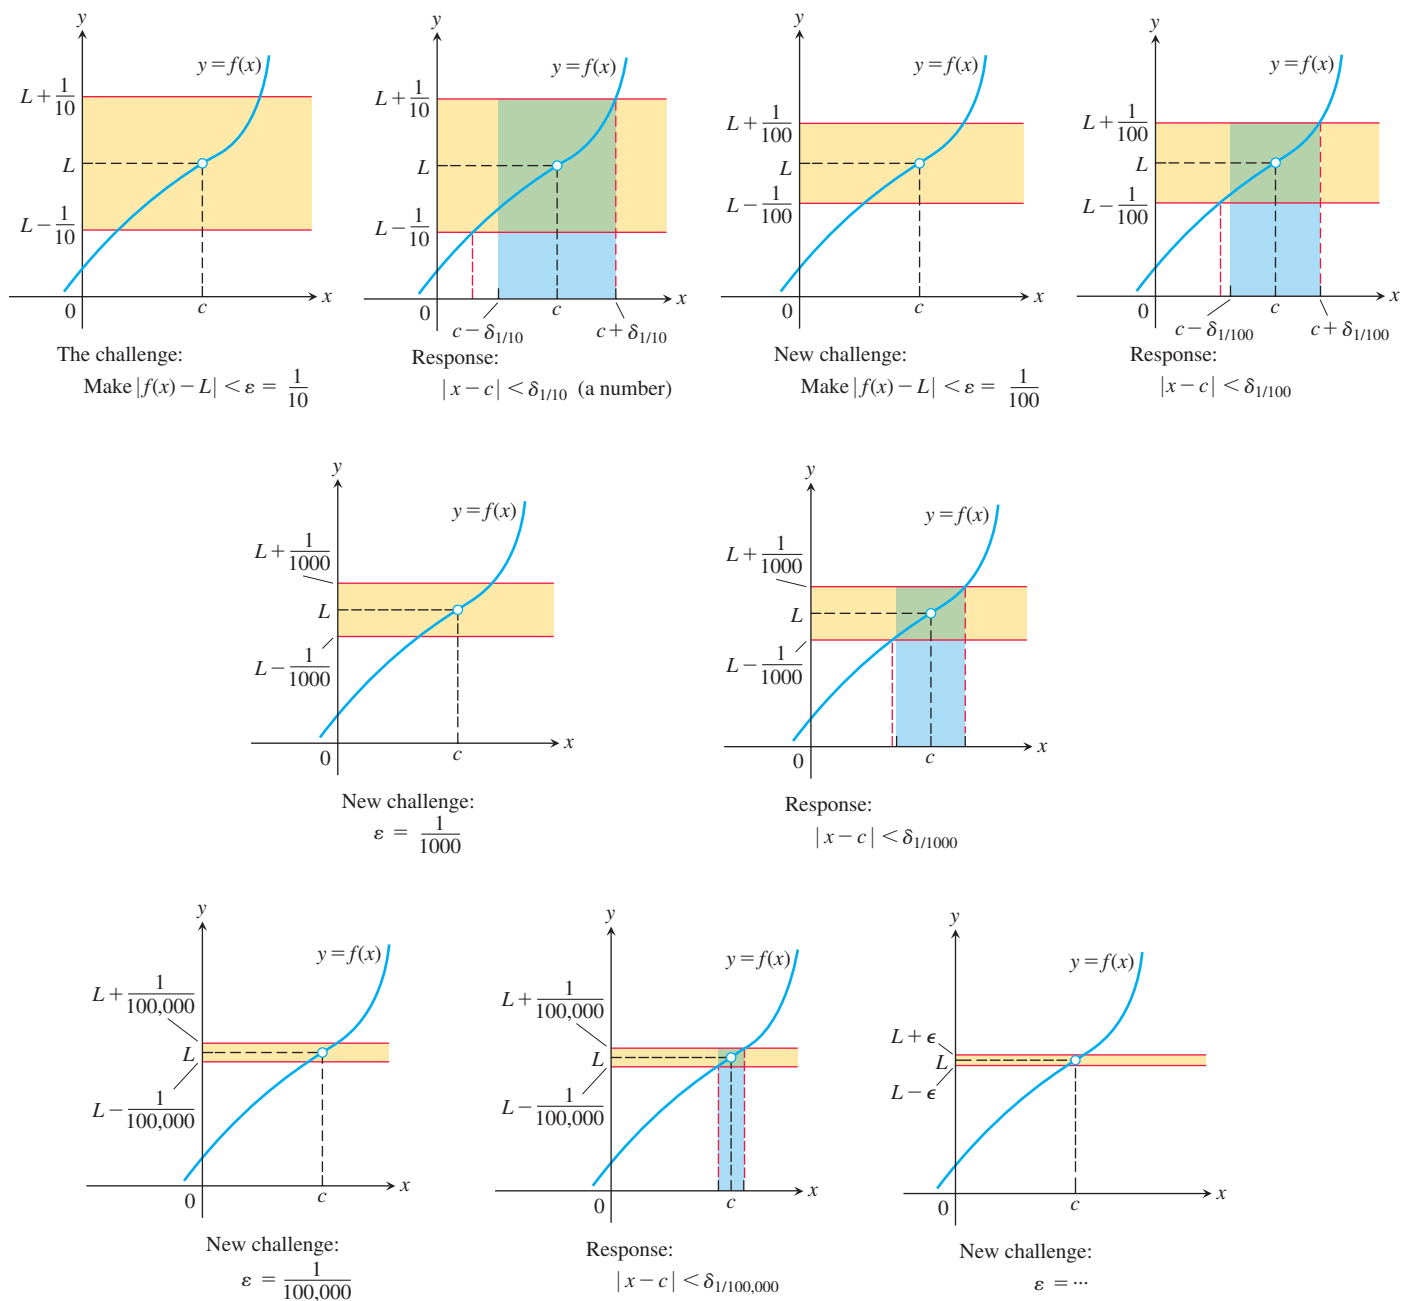 y
y = f(x)
L + 1/10
L
L − 1/10
0
c
x
The challenge:
Make |f(x) − L| < ε = 1/10
y
y = f(x)
L + 1/10
L
L − 1/10
0
c
x
c − δ1/10
c + δ1/10
Response:
|x − c| < δ1/10 (a number)
y
y = f(x)
L + 1/100
L
L − 1/100
0
c
x
New challenge:
Make |f(x) − L| < ε = 1/100
y
y = f(x)
L + 1/100
L
L − 1/100
0
c
x
c − δ1/100
c + δ1/100
Response:
|x − c| < δ1/100
y
y = f(x)
L + 1/1000
L
L − 1/1000
0
c
x
New challenge:
ε = 1/1000
y
y = f(x)
L + 1/1000
L
L − 1/1000
0
c
x
Response:
|x − c| < δ1/1000
y
y = f(x)
L + 1/100,000
L
L − 1/100,000
0
c
x
New challenge:
ε = 1/100,000
y
y = f(x)
L + 1/100,000
L
L − 1/100,000
0
c
x
Response:
|x − c| < δ1/100,000
y
y = f(x)
L + ϵ
L
L − ϵ
0
c
x
New challenge:
ε = ···